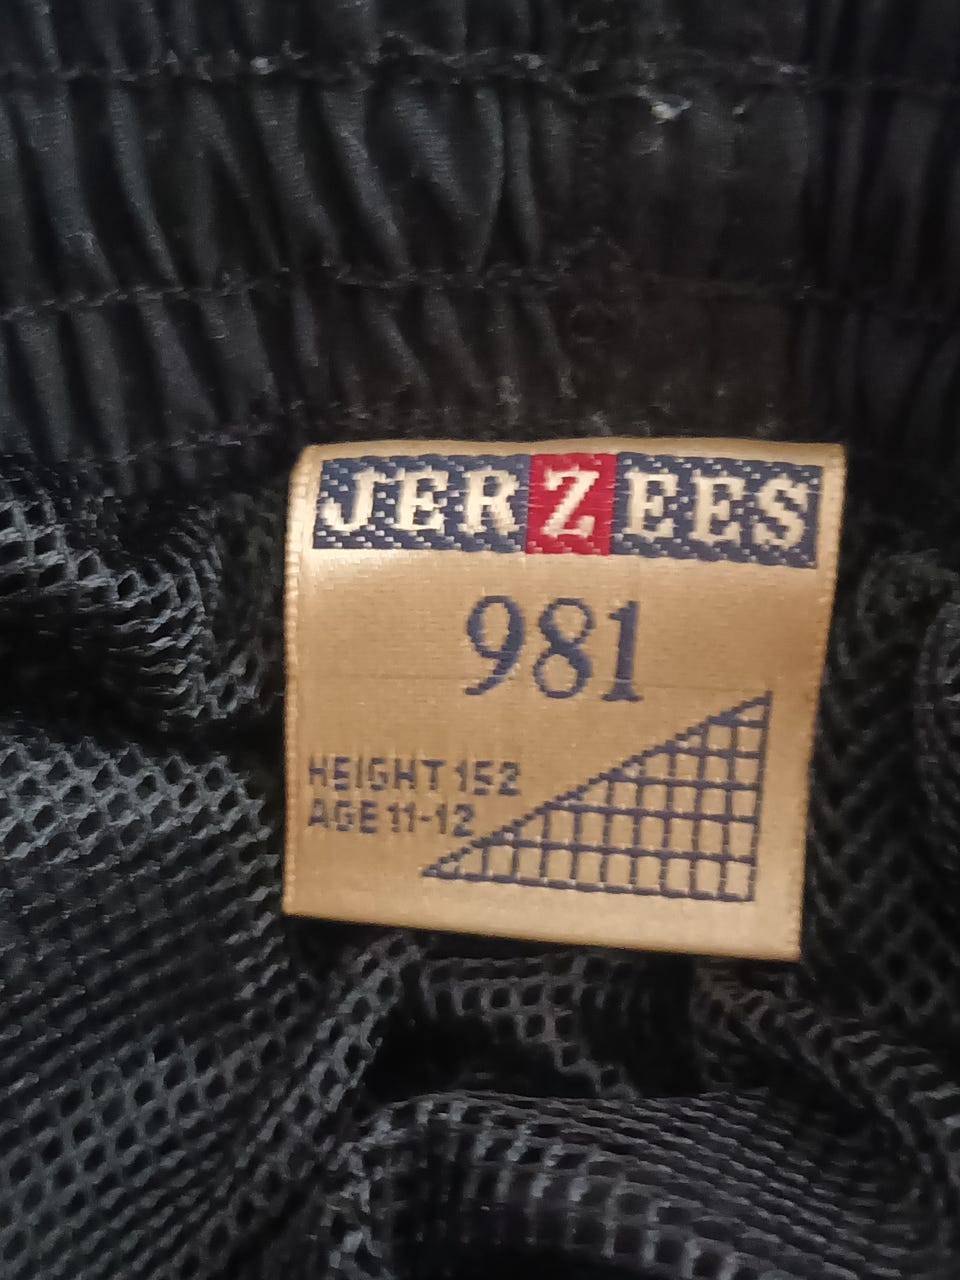 JERZEES
981
HEIGHT 152
AGE 11-12